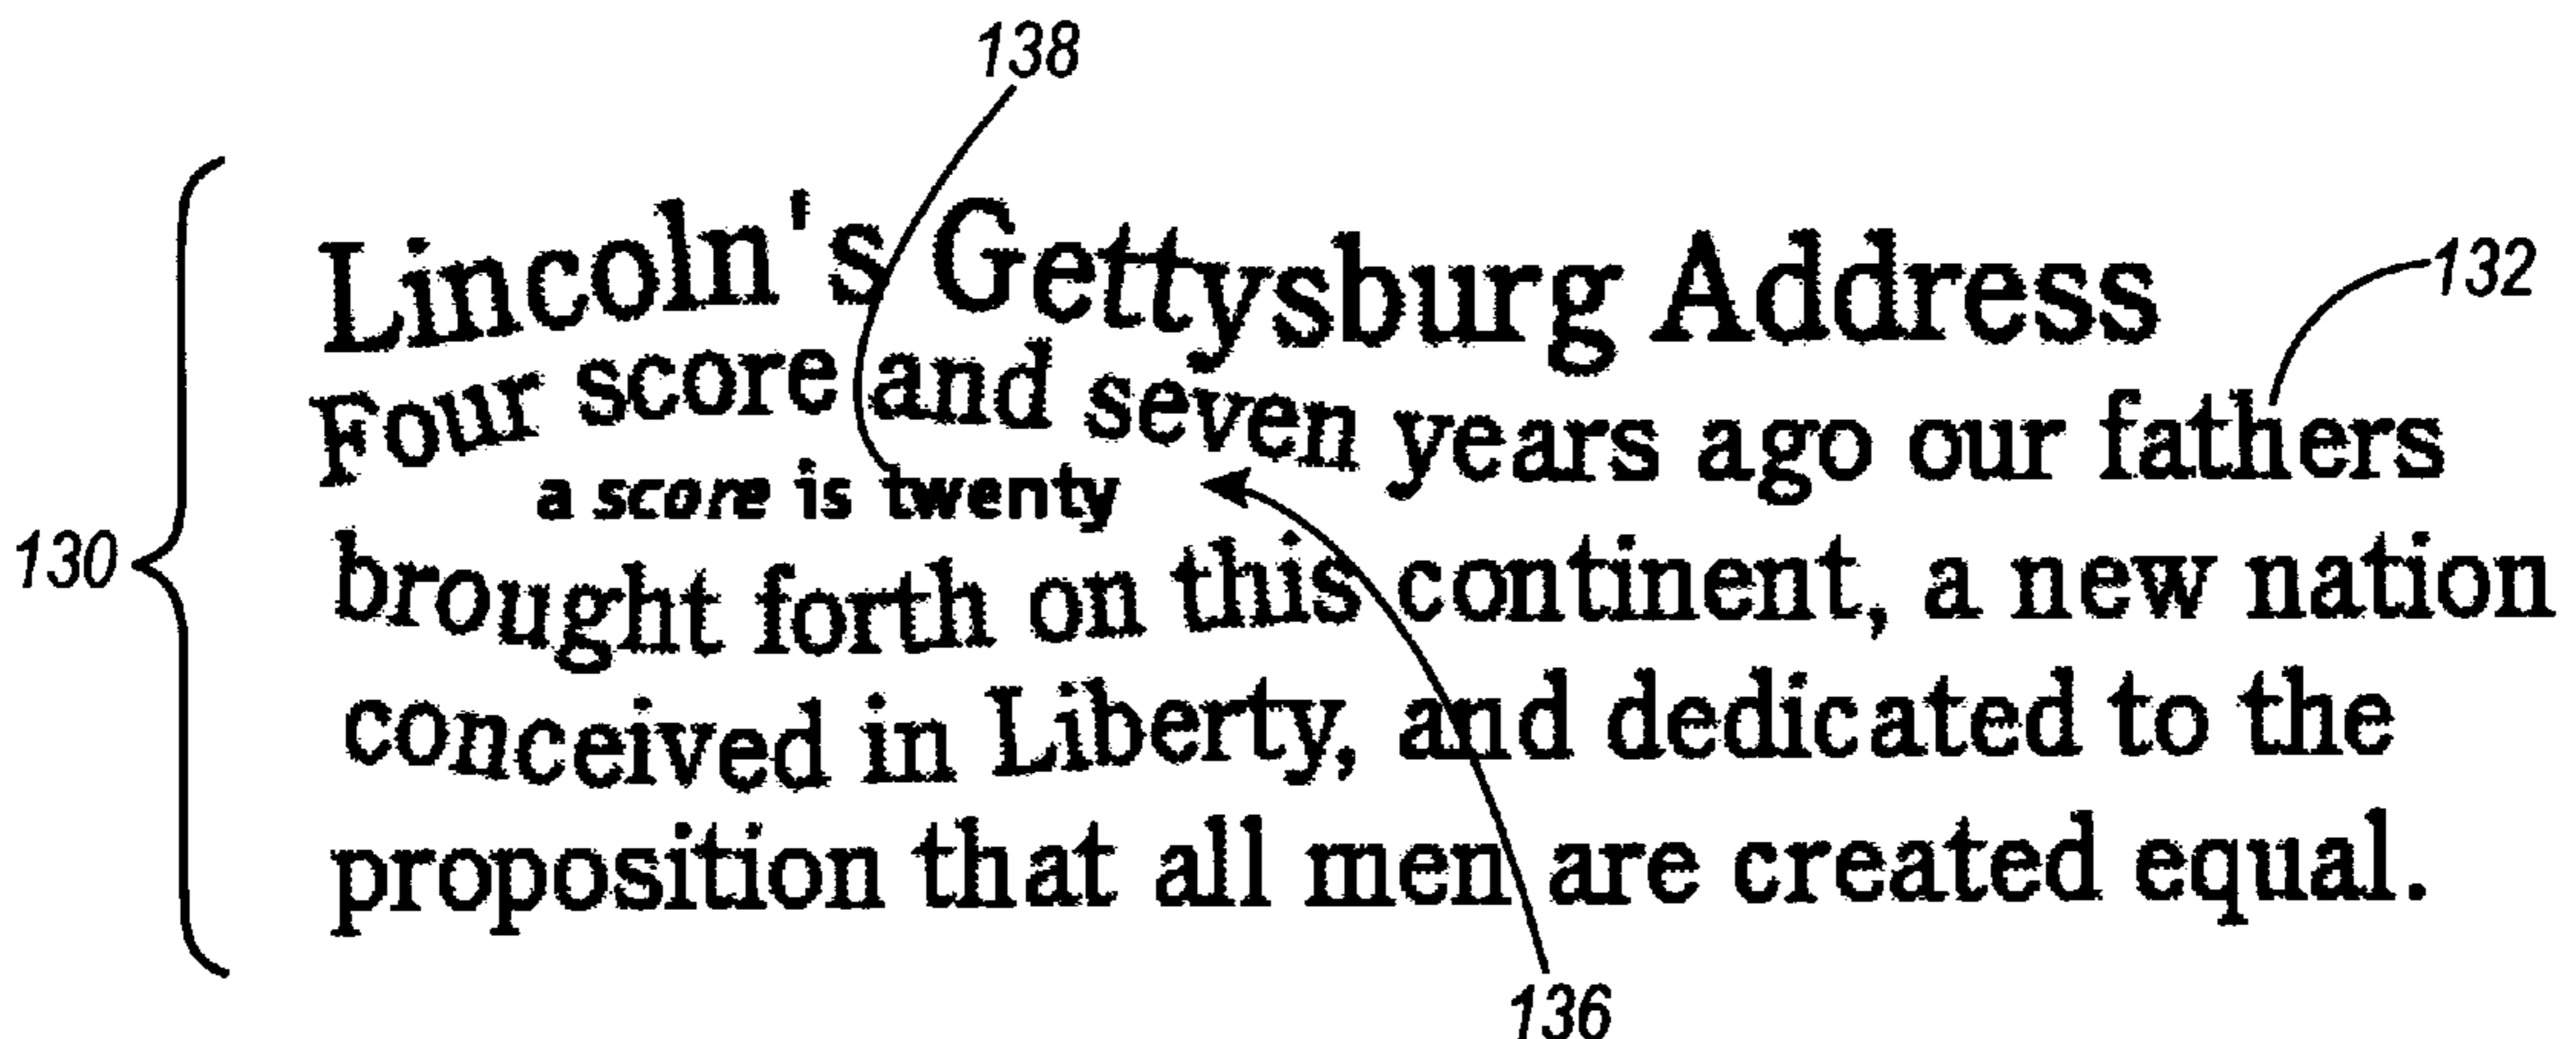 138
Lincoln's Gettysburg Address
132
Four score and seven years ago our fathers
a score is twenty
130
brought forth on this continent, a new nation
conceived in Liberty, and dedicated to the
proposition that all men are created equal.
136